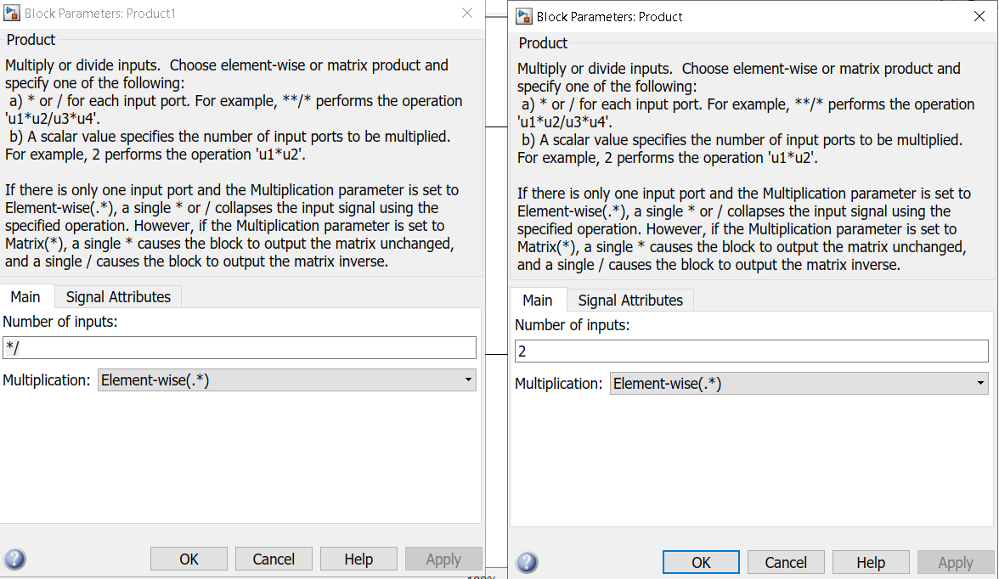 Block Parameters: Product1
Product
Multiply or divide inputs.  Choose element-wise or matrix product and
specify one of the following:
a) * or / for each input port. For example, **/* performs the operation
'u1*u2/u3*u4'.
b) A scalar value specifies the number of input ports to be multiplied.
For example, 2 performs the operation 'u1*u2'.
If there is only one input port and the Multiplication parameter is set to
Element-wise(.*), a single * or / collapses the input signal using the
specified operation. However, if the Multiplication parameter is set to
Matrix(*), a single * causes the block to output the matrix unchanged,
and a single / causes the block to output the matrix inverse.
Main Signal Attributes
Number of inputs:
*/
Multiplication: Element-wise(.*)
OK Cancel Help Apply
Block Parameters: Product
Product
Multiply or divide inputs.  Choose element-wise or matrix product and
specify one of the following:
a) * or / for each input port. For example, **/* performs the operation
'u1*u2/u3*u4'.
b) A scalar value specifies the number of input ports to be multiplied.
For example, 2 performs the operation 'u1*u2'.
If there is only one input port and the Multiplication parameter is set to
Element-wise(.*), a single * or / collapses the input signal using the
specified operation. However, if the Multiplication parameter is set to
Matrix(*), a single * causes the block to output the matrix unchanged,
and a single / causes the block to output the matrix inverse.
Main Signal Attributes
Number of inputs:
2
Multiplication: Element-wise(.*)
OK Cancel Help Apply